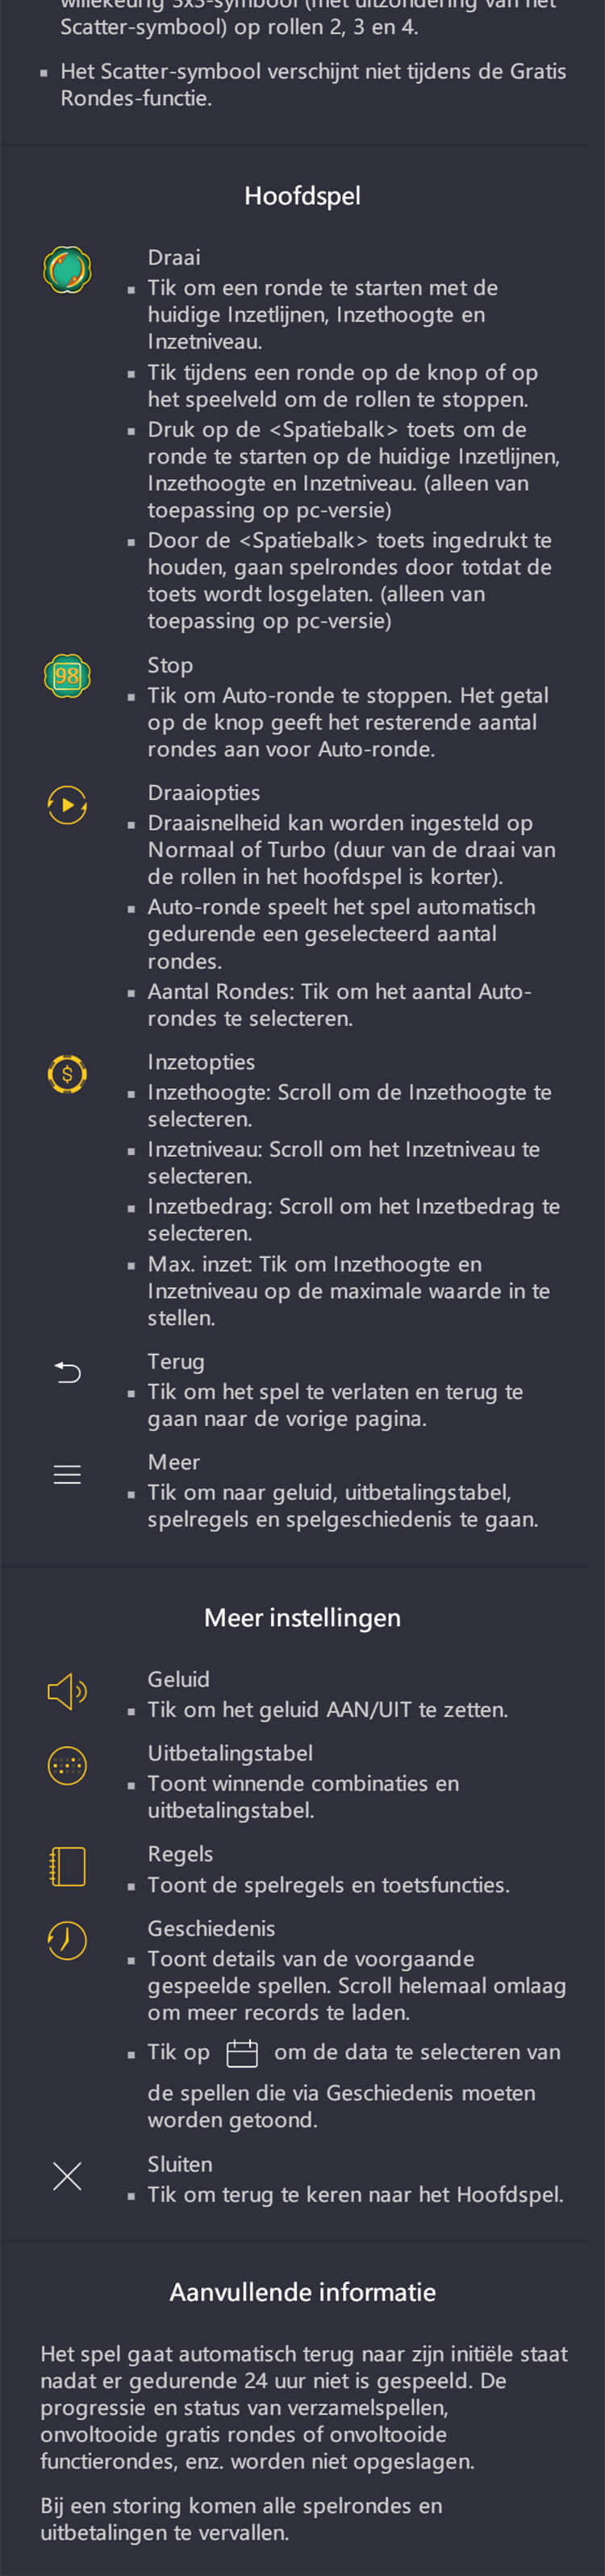 willekeurig 3x3-symbool (met uitzondering van het
Scatter-symbool) op rollen 2, 3 en 4.
▪ Het Scatter-symbool verschijnt niet tijdens de Gratis
Rondes-functie.
Hoofdspel
Draai
▪ Tik om een ronde te starten met de
huidige Inzetlijnen, Inzethoogte en
Inzetniveau.
▪ Tik tijdens een ronde op de knop of op
het speelveld om de rollen te stoppen.
▪ Druk op de <Spatiebalk> toets om de
ronde te starten op de huidige Inzetlijnen,
Inzethoogte en Inzetniveau. (alleen van
toepassing op pc-versie)
▪ Door de <Spatiebalk> toets ingedrukt te
houden, gaan spelrondes door totdat de
toets wordt losgelaten. (alleen van
toepassing op pc-versie)
98
Stop
▪ Tik om Auto-ronde te stoppen. Het getal
op de knop geeft het resterende aantal
rondes aan voor Auto-ronde.
Draaiopties
▪ Draaisnelheid kan worden ingesteld op
Normaal of Turbo (duur van de draai van
de rollen in het hoofdspel is korter).
▪ Auto-ronde speelt het spel automatisch
gedurende een geselecteerd aantal
rondes.
▪ Aantal Rondes: Tik om het aantal Auto-
rondes te selecteren.
$
Inzetopties
▪ Inzethoogte: Scroll om de Inzethoogte te
selecteren.
▪ Inzetniveau: Scroll om het Inzetniveau te
selecteren.
▪ Inzetbedrag: Scroll om het Inzetbedrag te
selecteren.
▪ Max. inzet: Tik om Inzethoogte en
Inzetniveau op de maximale waarde in te
stellen.
Terug
▪ Tik om het spel te verlaten en terug te
gaan naar de vorige pagina.
Meer
▪ Tik om naar geluid, uitbetalingstabel,
spelregels en spelgeschiedenis te gaan.
Meer instellingen
Geluid
▪ Tik om het geluid AAN/UIT te zetten.
Uitbetalingstabel
▪ Toont winnende combinaties en
uitbetalingstabel.
Regels
▪ Toont de spelregels en toetsfuncties.
Geschiedenis
▪ Toont details van de voorgaande
gespeelde spellen. Scroll helemaal omlaag
om meer records te laden.
▪ Tik op om de data te selecteren van
de spellen die via Geschiedenis moeten
worden getoond.
Sluiten
▪ Tik om terug te keren naar het Hoofdspel.
Aanvullende informatie
Het spel gaat automatisch terug naar zijn initiële staat
nadat er gedurende 24 uur niet is gespeeld. De
progressie en status van verzamelspellen,
onvoltooide gratis rondes of onvoltooide
functierondes, enz. worden niet opgeslagen.
Bij een storing komen alle spelrondes en
uitbetalingen te vervallen.